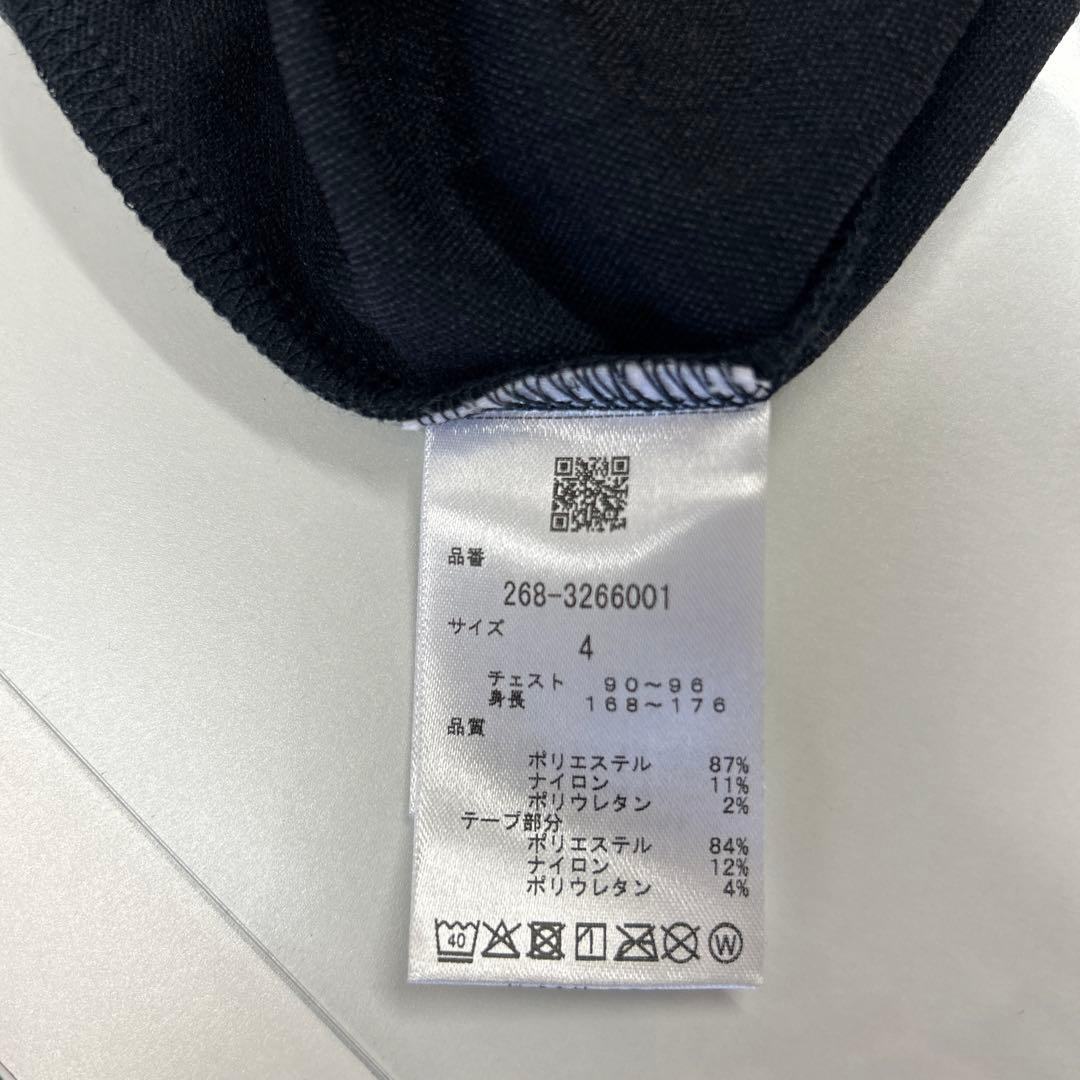 品番
268-3266001
サイズ
4
チェスト 90~96
身長 168~176
品質
ポリエステル 87%
ナイロン 11%
ポリウレタン 2%
テープ部分
ポリエステル 84%
ナイロン 12%
ポリウレタン 4%
40
W